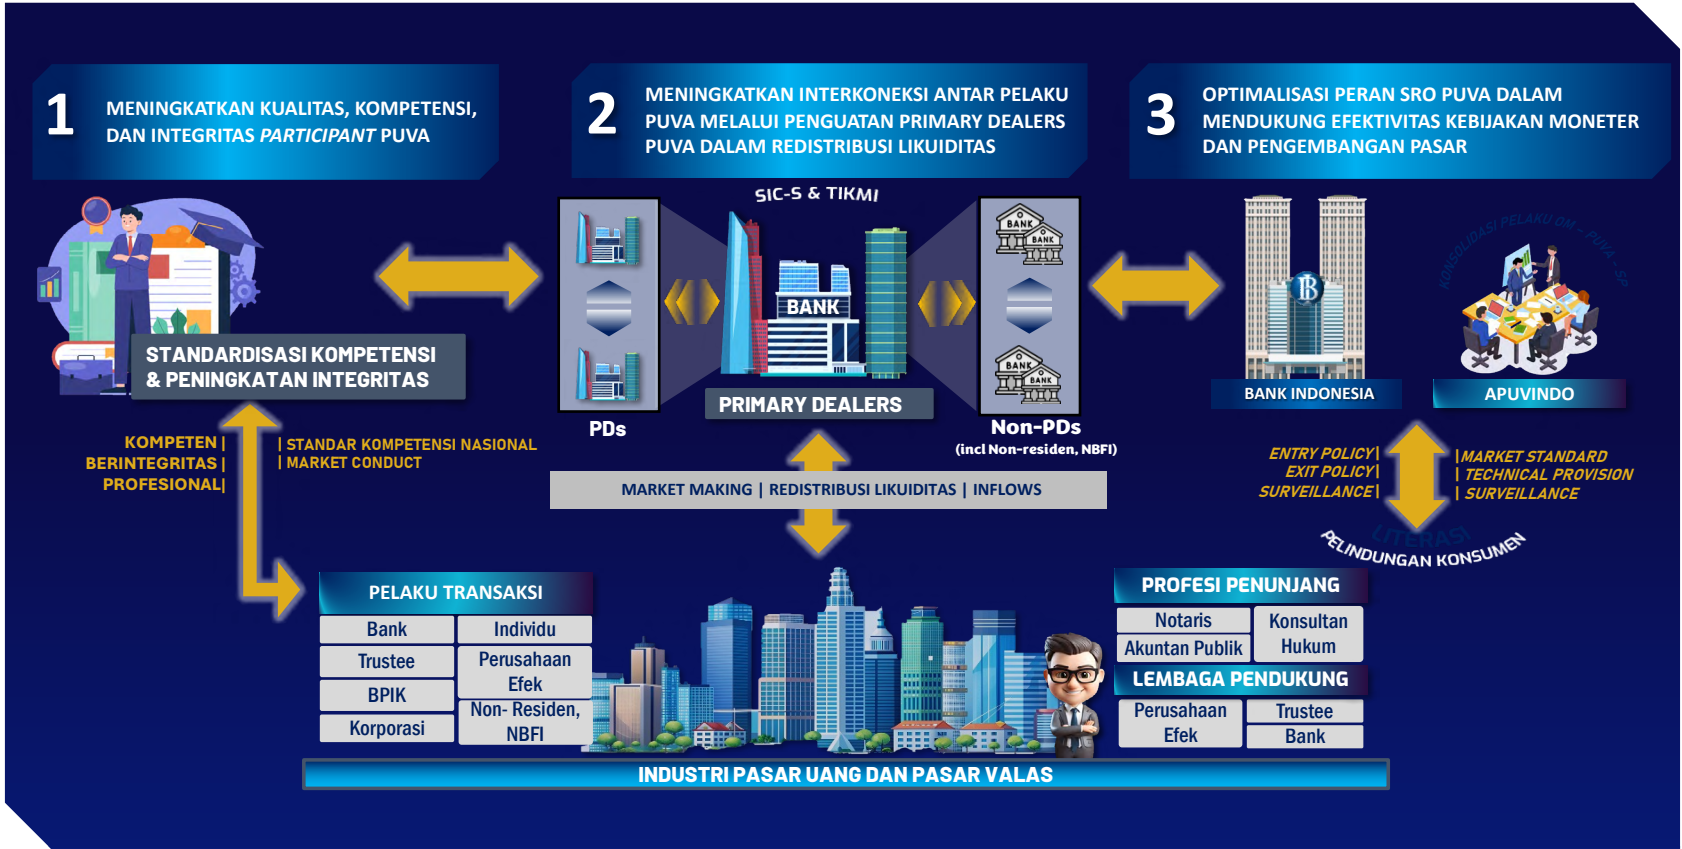 1
MENINGKATKAN KUALITAS, KOMPETENSI,
DAN INTEGRITAS PARTICIPANT PUVA
2
MENINGKATKAN INTERKONEKSI ANTAR PELAKU
PUVA MELALUI PENGUATAN PRIMARY DEALERS
PUVA DALAM REDISTRIBUSI LIKUIDITAS
3
OPTIMALISASI PERAN SRO PUVA DALAM
MENDUKUNG EFEKTIVITAS KEBIJAKAN MONETER
DAN PENGEMBANGAN PASAR
STANDARDISASI KOMPETENSI
& PENINGKATAN INTEGRITAS
KOMPETEN |
BERINTEGRITAS |
PROFESIONAL|
| STANDAR KOMPETENSI NASIONAL
| MARKET CONDUCT
SIC-S & TIKMI
BANK
PRIMARY DEALERS
PDs
BANK
BANK
BANK
BANK
Non-PDs
(incl Non-residen, NBFI)
MARKET MAKING | REDISTRIBUSI LIKUIDITAS | INFLOWS
BANK INDONESIA
KONSOLIDASI PELAKU OM - PUVA - SP
APUVINDO
ENTRY POLICY|
EXIT POLICY |
SURVEILLANCE |
|MARKET STANDARD
| TECHNICAL PROVISION
| SURVEILLANCE
LITERASI
PELINDUNGAN KONSUMEN
PELAKU TRANSAKSI
Bank
Trustee
BPIK
Korporasi
Individu
Perusahaan
Efek
Non- Residen,
NBFI
PROFESI PENUNJANG
Notaris
Akuntan Publik
Konsultan
Hukum
LEMBAGA PENDUKUNG
Perusahaan
Efek
Trustee
Bank
INDUSTRI PASAR UANG DAN PASAR VALAS